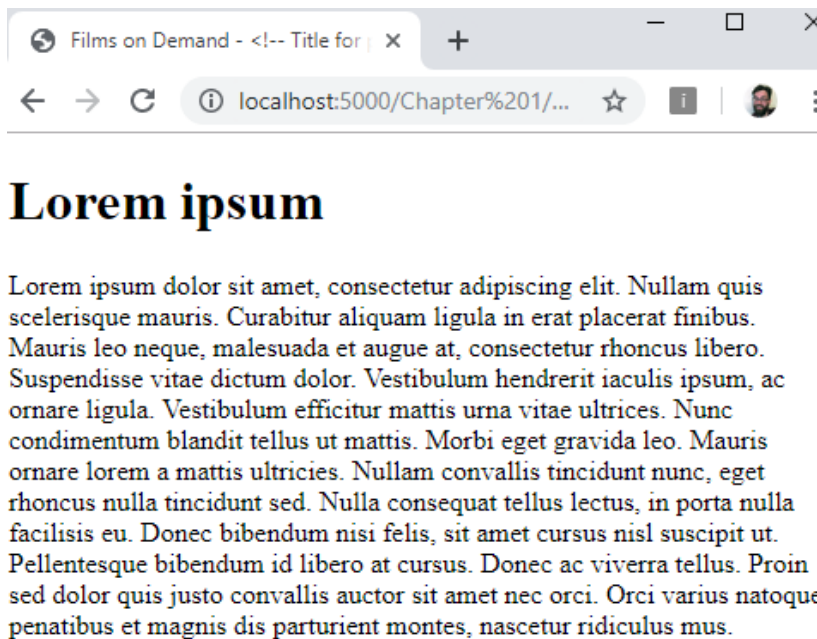 Films on Demand - <!-- Title for
localhost:5000/Chapter%201/...
Lorem ipsum
Lorem ipsum dolor sit amet, consectetur adipiscing elit. Nullam quis
scelerisque mauris. Curabitur aliquam ligula in erat placerat finibus.
Mauris leo neque, malesuada et augue at, consectetur rhoncus libero.
Suspendisse vitae dictum dolor. Vestibulum hendrerit iaculis ipsum, ac
ornare ligula. Vestibulum efficitur mattis urna vitae ultrices. Nunc
condimentum blandit tellus ut mattis. Morbi eget gravida leo. Mauris
ornare lorem a mattis ultricies. Nullam convallis tincidunt nunc, eget
rhoncus nulla tincidunt sed. Nulla consequat tellus lectus, in porta nulla
facilisis eu. Donec bibendum nisi felis, sit amet cursus nisl suscipit ut.
Pellentesque bibendum id libero at cursus. Donec ac viverra tellus. Proin
sed dolor quis justo convallis auctor sit amet nec orci. Orci varius natoque
penatibus et magnis dis parturient montes, nascetur ridiculus mus.